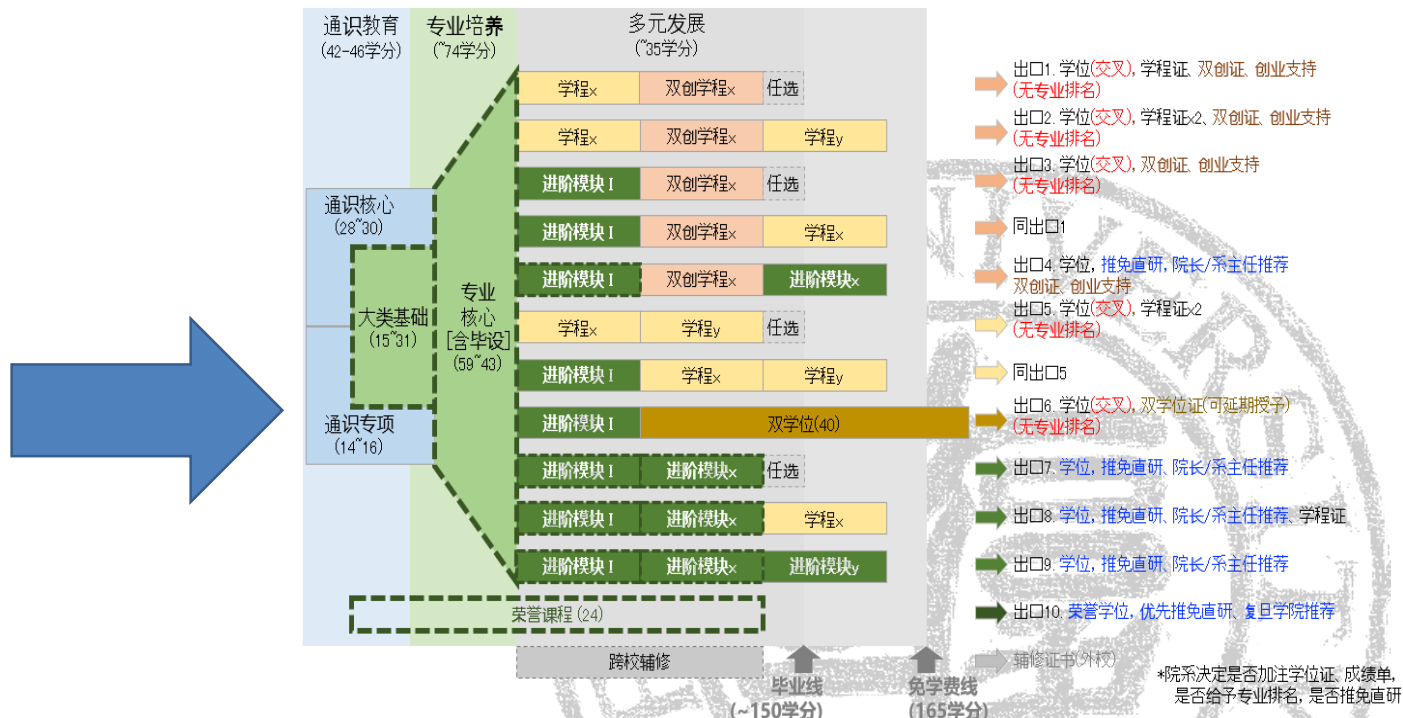 通识教育
(42-46学分)
专业培养
(~74学分)
多元发展
(~35学分)
学程x 双创学程x 任选
出口1. 学位(交叉), 学程证、双创证、创业支持
(无专业排名)
学程x 双创学程x 学程y
出口2. 学位(交叉), 学程证x2、双创证、创业支持
(无专业排名)
进阶模块 I 双创学程x 任选
出口3. 学位(交叉), 双创证、创业支持
(无专业排名)
通识核心
(28~30)
进阶模块 I 双创学程x 学程x
同出口1
进阶模块 I 双创学程x 进阶模块x
出口4. 学位, 推免直研, 院长/系主任推荐
双创证、创业支持
大类基础
(15~31)
专业
核心
[含毕设]
(59~43)
学程x 学程y 任选
出口5. 学位(交叉), 学程证x2
(无专业排名)
进阶模块 I 学程x 学程y
同出口5
通识专项
(14~16)
进阶模块 I 双学位(40)
出口6. 学位(交叉), 双学位证(可延期授予)
(无专业排名)
进阶模块 I 进阶模块x 任选
出口7. 学位, 推免直研、院长/系主任推荐
进阶模块 I 进阶模块x 学程x
出口8. 学位, 推免直研、院长/系主任推荐、学程证
进阶模块 I 进阶模块x 进阶模块y
出口9. 学位, 推免直研、院长/系主任推荐
荣誉课程 (24)
出口10. 荣誉学位, 优先推免直研、复旦学院推荐
跨校辅修
辅修证书(外校)
毕业线
(~150学分)
免学费线
(165学分)
*院系决定是否加注学位证、成绩单,
是否给予专业排名, 是否推免直研